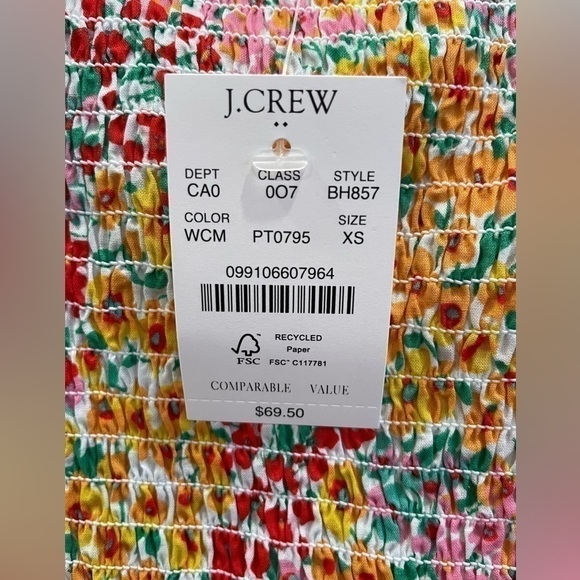 J.CREW
DEPT CLASS STYLE
CA0 0O7 BH857
COLOR SIZE
WCM PT0795 XS
099106607964
FSC
RECYCLED
Paper
FSC® C117781
COMPARABLE VALUE
$69.50